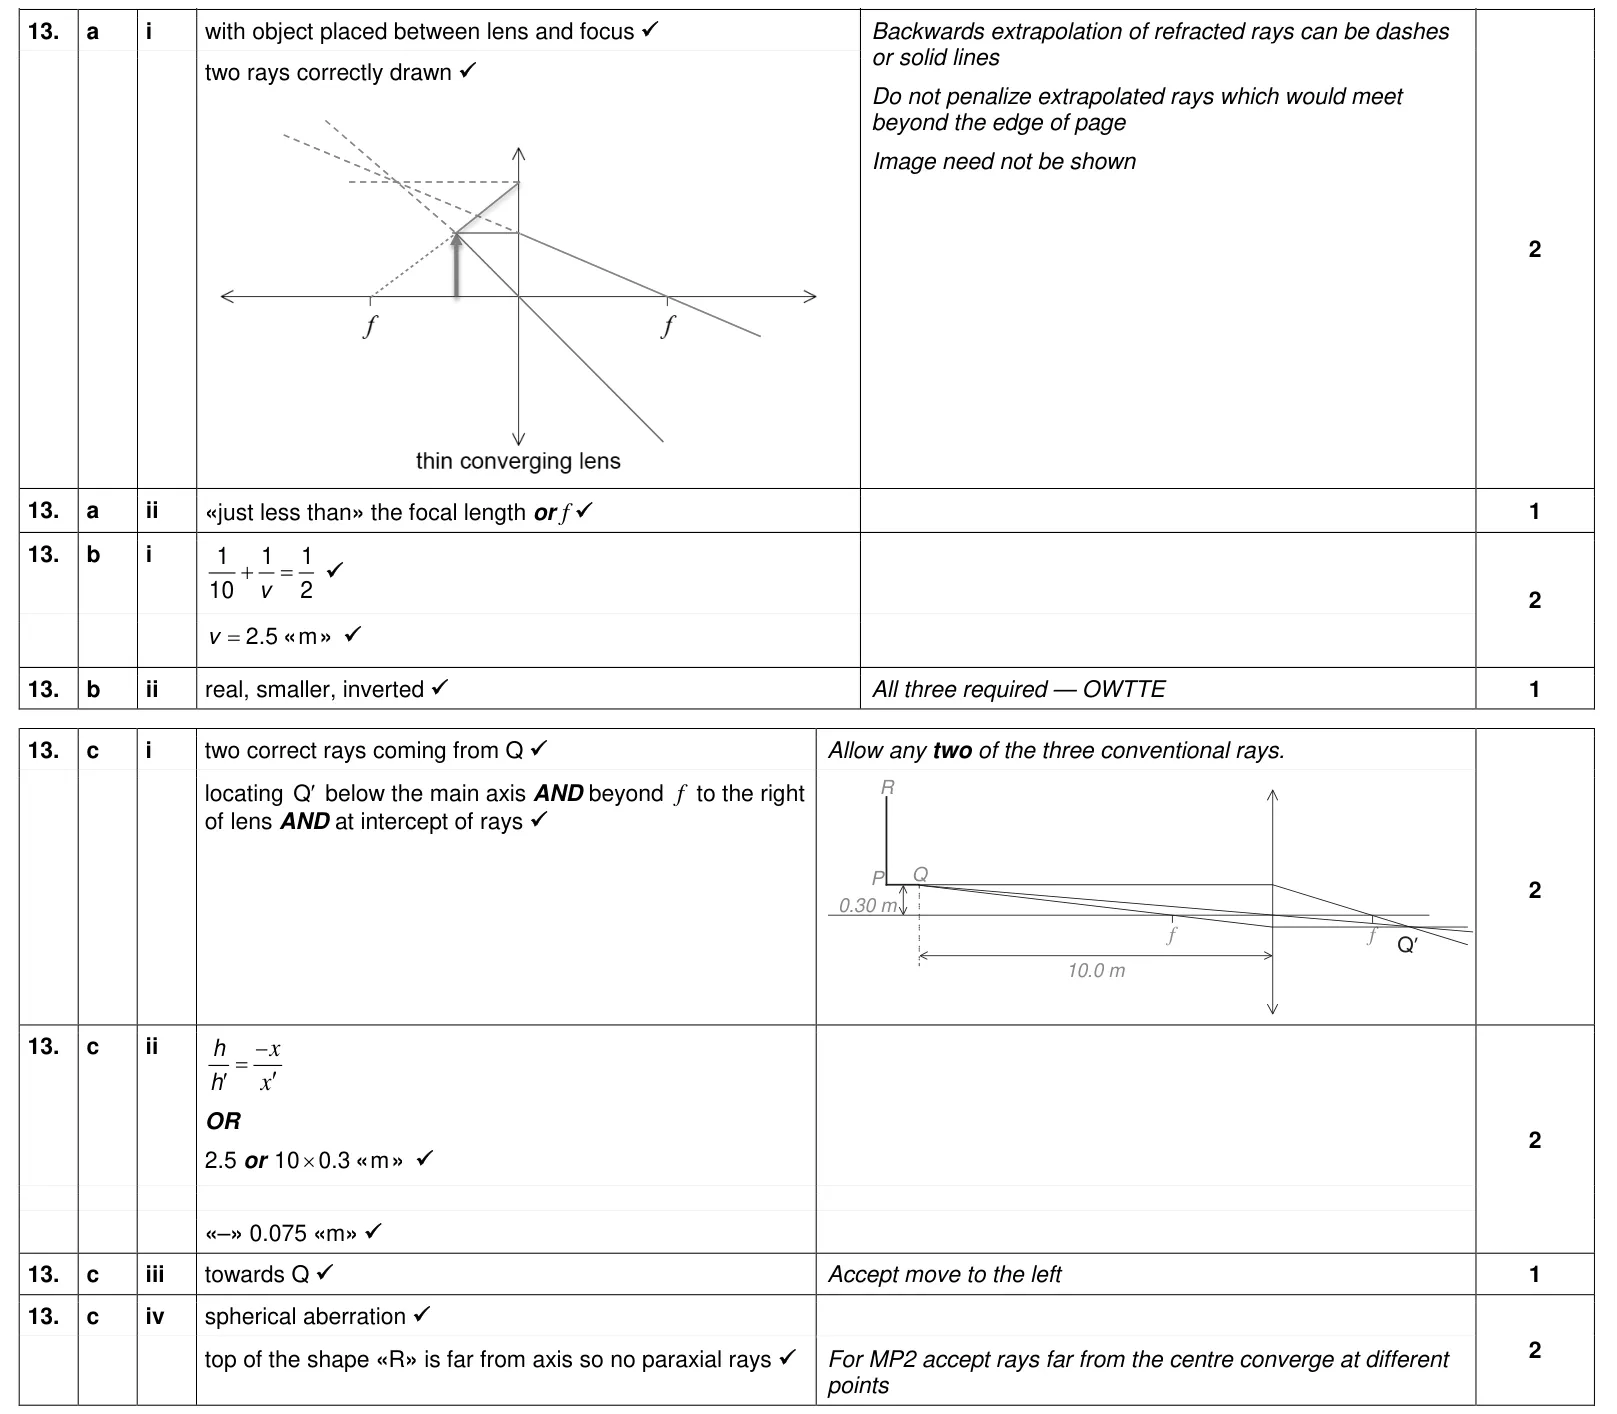 13. a i with object placed between lens and focus ✓
two rays correctly drawn ✓
f f
thin converging lens
Backwards extrapolation of refracted rays can be dashes
or solid lines
Do not penalize extrapolated rays which would meet
beyond the edge of page
Image need not be shown
2
13. a ii «just less than» the focal length or f ✓ 1
13. b i 1/10 + 1/v = 1/2 ✓
v = 2.5 «m» ✓
2
13. b ii real, smaller, inverted ✓ All three required — OWTTE 1
13. c i two correct rays coming from Q ✓
locating Q′ below the main axis AND beyond f to the right
of lens AND at intercept of rays ✓
Allow any two of the three conventional rays.
R
P Q
0.30 m
f f Q′
10.0 m
2
13. c ii h/h′ = −x/x′
OR
2.5 or 10×0.3 «m» ✓
«–» 0.075 «m» ✓
2
13. c iii towards Q ✓ Accept move to the left 1
13. c iv spherical aberration ✓
top of the shape «R» is far from axis so no paraxial rays ✓
For MP2 accept rays far from the centre converge at different
points
2